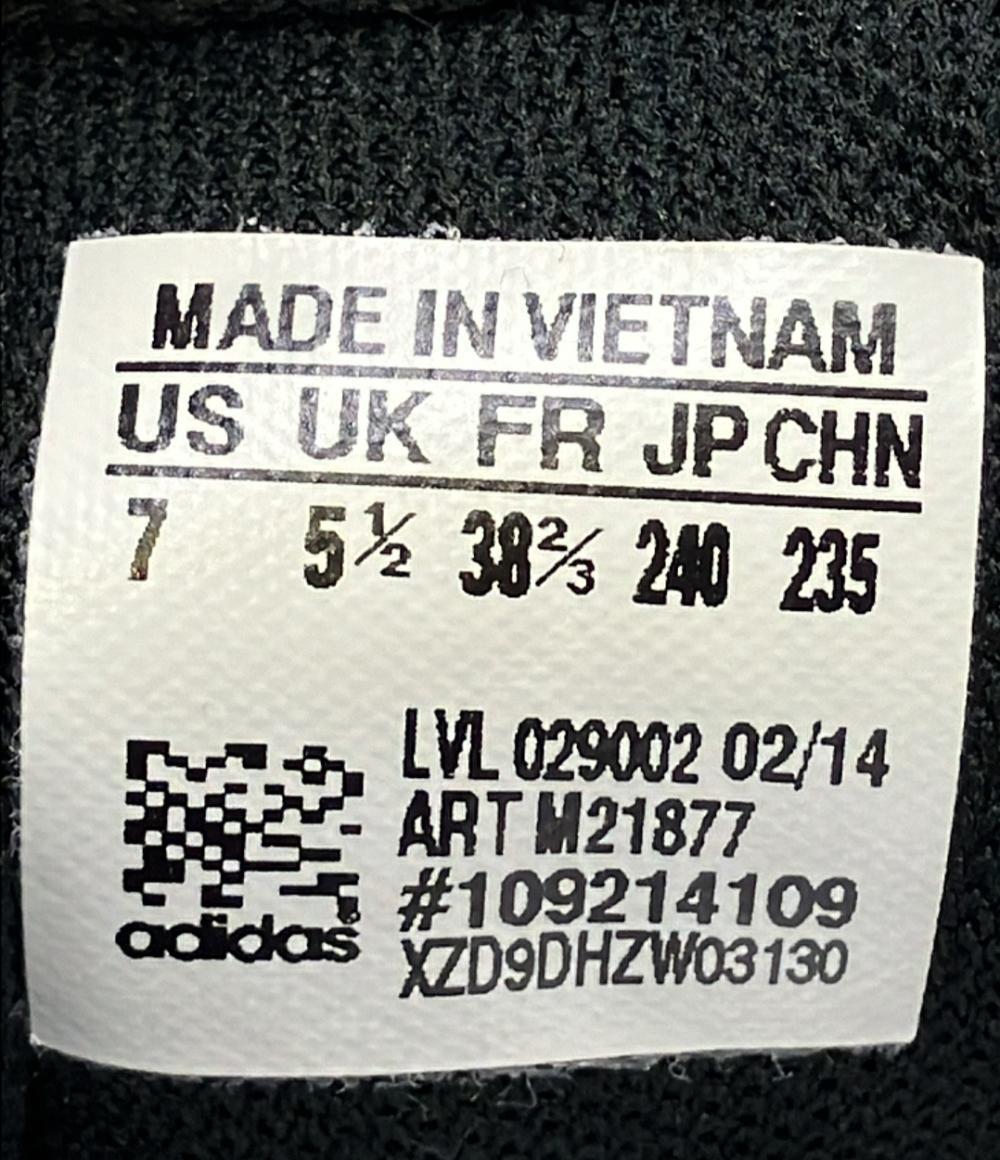 MADE IN VIETNAM
US UK FR JP CHN
7 5½ 38⅔ 240 235
LVL 029002 02/14
ART M21877
#109214109
XZD9DHZW03130
adidas